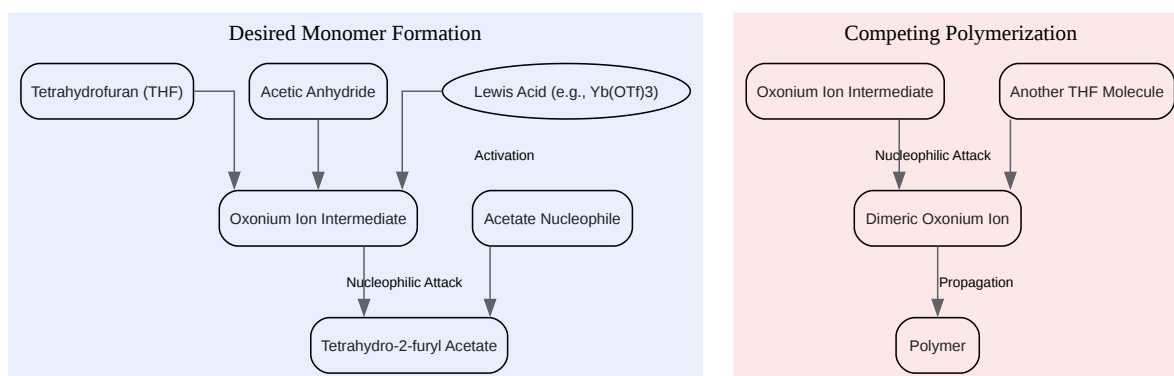 Desired Monomer Formation
Tetrahydrofuran (THF)
Acetic Anhydride
Lewis Acid (e.g., Yb(OTf)3)
Activation
Oxonium Ion Intermediate
Acetate Nucleophile
Nucleophilic Attack
Tetrahydro-2-furyl Acetate
Competing Polymerization
Oxonium Ion Intermediate
Another THF Molecule
Nucleophilic Attack
Dimeric Oxonium Ion
Propagation
Polymer